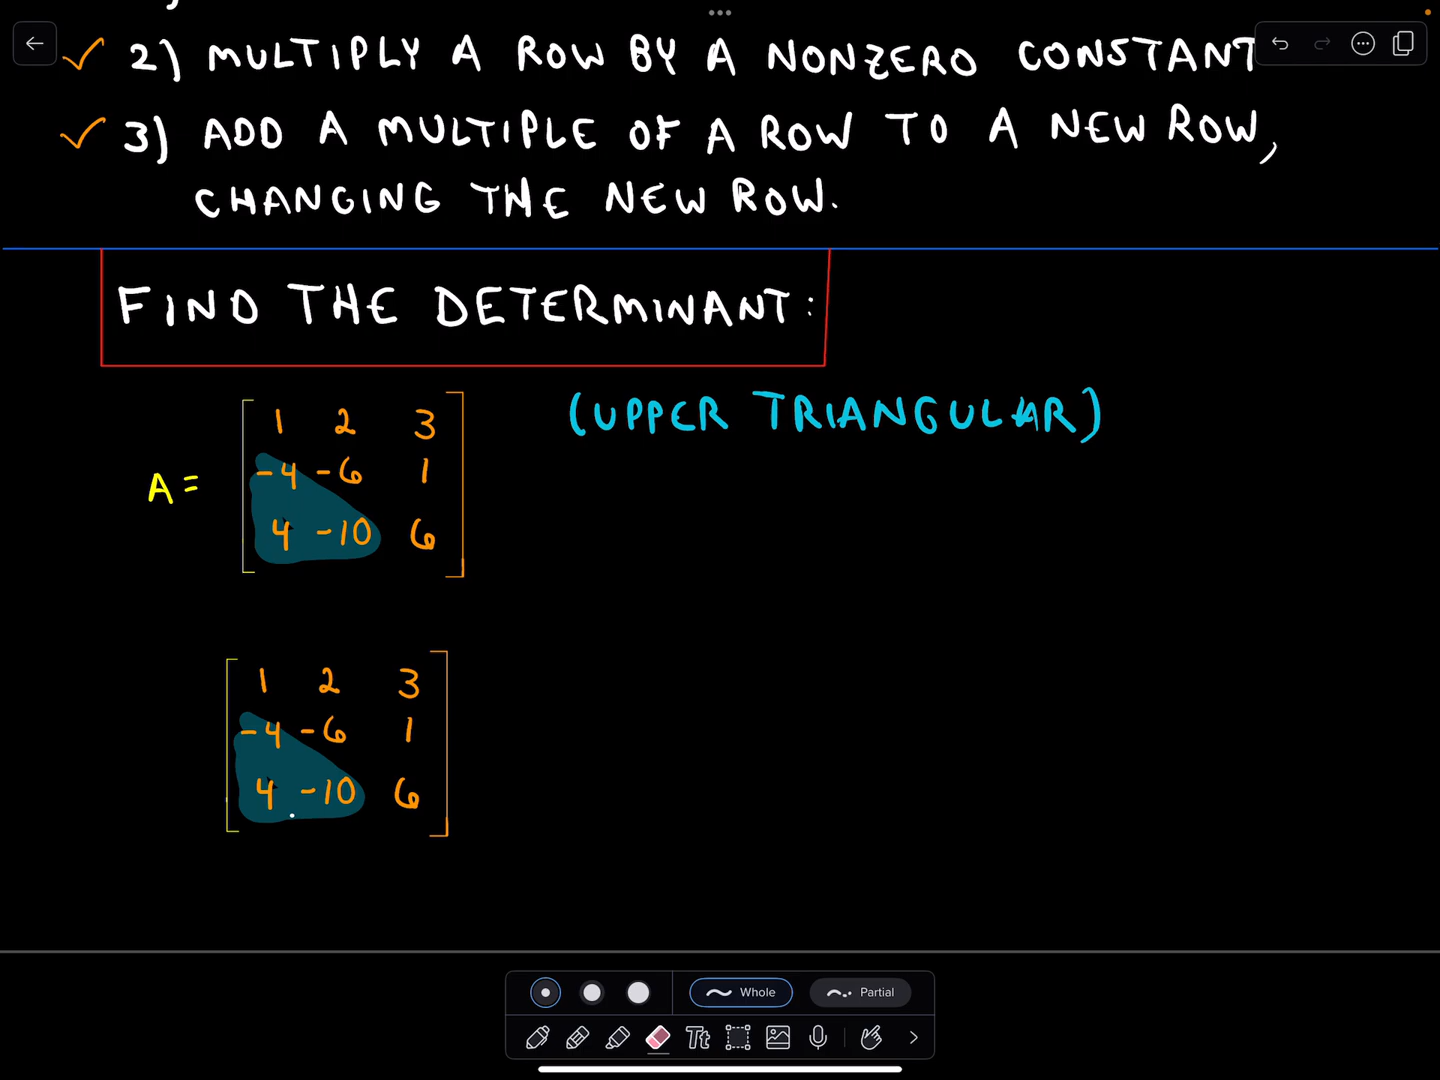 2) MULTIPLY A ROW BY A NONZERO CONSTANT
3) ADD A MULTIPLE OF A ROW TO A NEW ROW,
CHANGING THE NEW ROW.
FIND THE DETERMINANT:
(UPPER TRIANGULAR)
1 2 3
A = -4 -6 1
4 -10 6
1 2 3
-4 -6 1
4 -10 6
Whole Partial
Tt